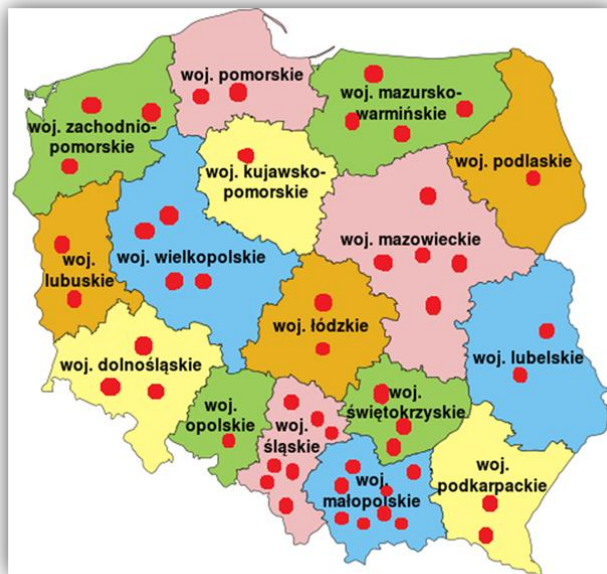 woj. pomorskie
woj. mazursko-
warmińskie
woj. zachodnio-
pomorskie
woj. podlaskie
woj. kujawsko-
pomorskie
woj. mazowieckie
woj. wielkopolskie
woj.
lubuskie
woj. łódzkie
woj. lubelskie
woj. dolnośląskie
woj.
opolskie
woj.
śląskie
woj.
świętokrzyskie
woj.
małopolskie
woj.
podkarpackie